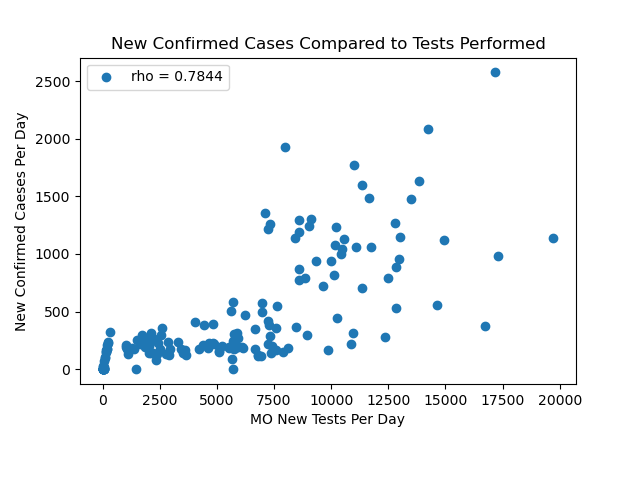 New Confirmed Cases Compared to Tests Performed
rho = 0.7844
New Confirmed Caeses Per Day
2500
2000
1500
1000
500
0
0 2500 5000 7500 10000 12500 15000 17500 20000
MO New Tests Per Day